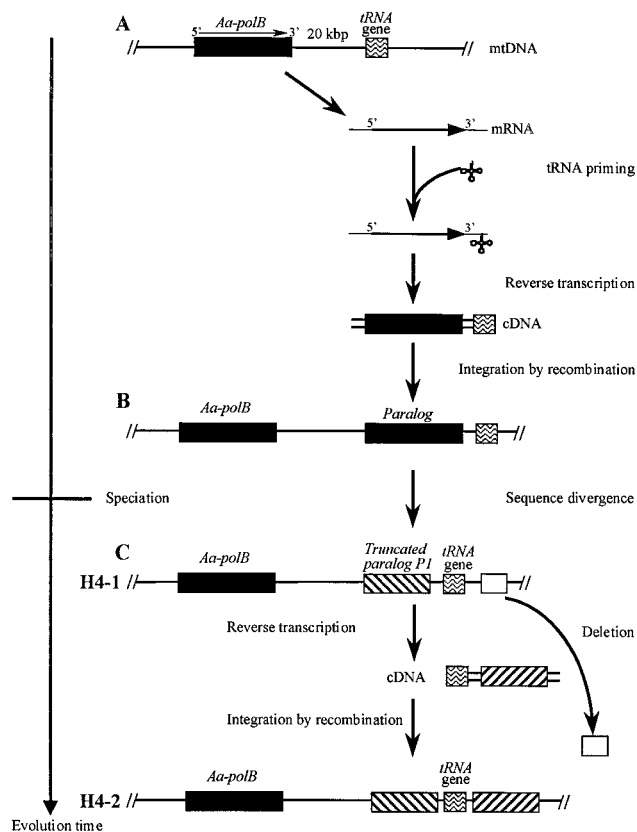 A
Aa-polB
5' 3'
20 kbp
tRNA
gene
// //
mtDNA
5' 3'
mRNA
tRNA priming
5' 3'
Reverse transcription
cDNA
Integration by recombination
B
Aa-polB
Paralog
// //
Speciation
Sequence divergence
C
Aa-polB
Truncated
paralog P1
tRNA
gene
H4-1 // //
Reverse transcription
Deletion
cDNA
Integration by recombination
Aa-polB
tRNA
gene
H4-2 // //
Evolution time